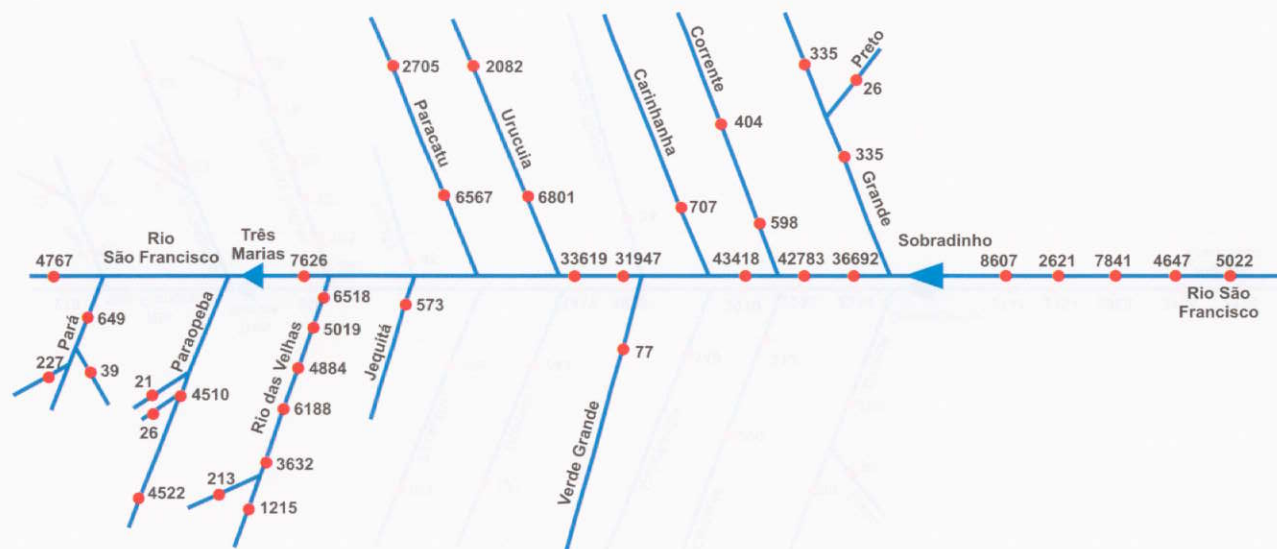 335
Preto
26
2705
2082
Paracatu
Urucuia
Carinhanha
Corrente
404
335
Grande
6567
6801
707
598
Rio
São Francisco
Três
Marias
Sobradinho
4767
7626
33619
31947
43418
42783
36692
8607
2621
7841
4647
5022
Rio São
Francisco
649
Pará
227
39
Paraopeba
21
4510
26
4522
6518
5019
Rio das Velhas
4884
6188
3632
213
1215
573
Jequitá
77
Verde Grande